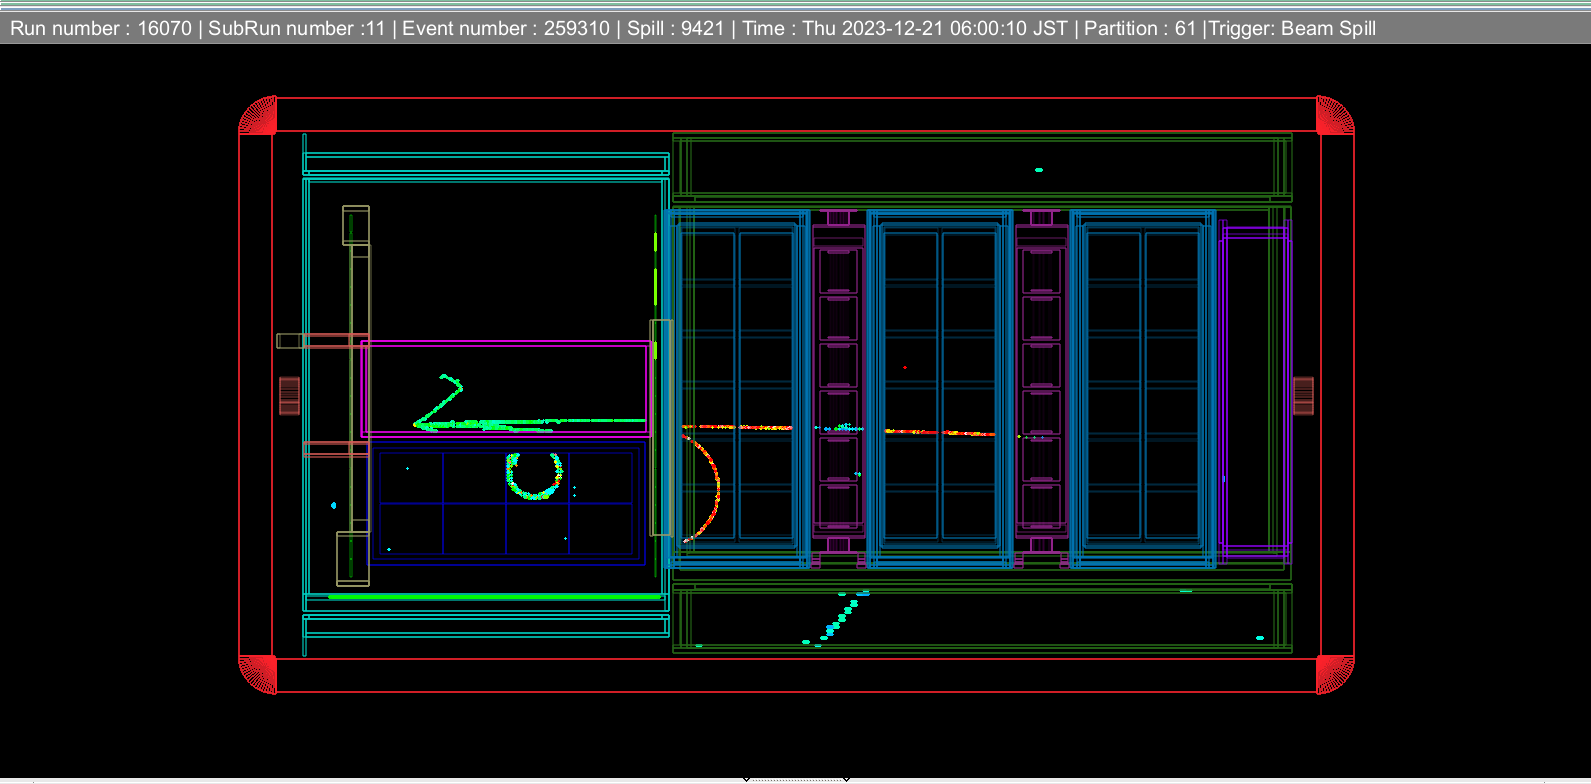 Run number : 16070 | SubRun number :11 | Event number : 259310 | Spill : 9421 | Time : Thu 2023-12-21 06:00:10 JST | Partition : 61 |Trigger: Beam Spill